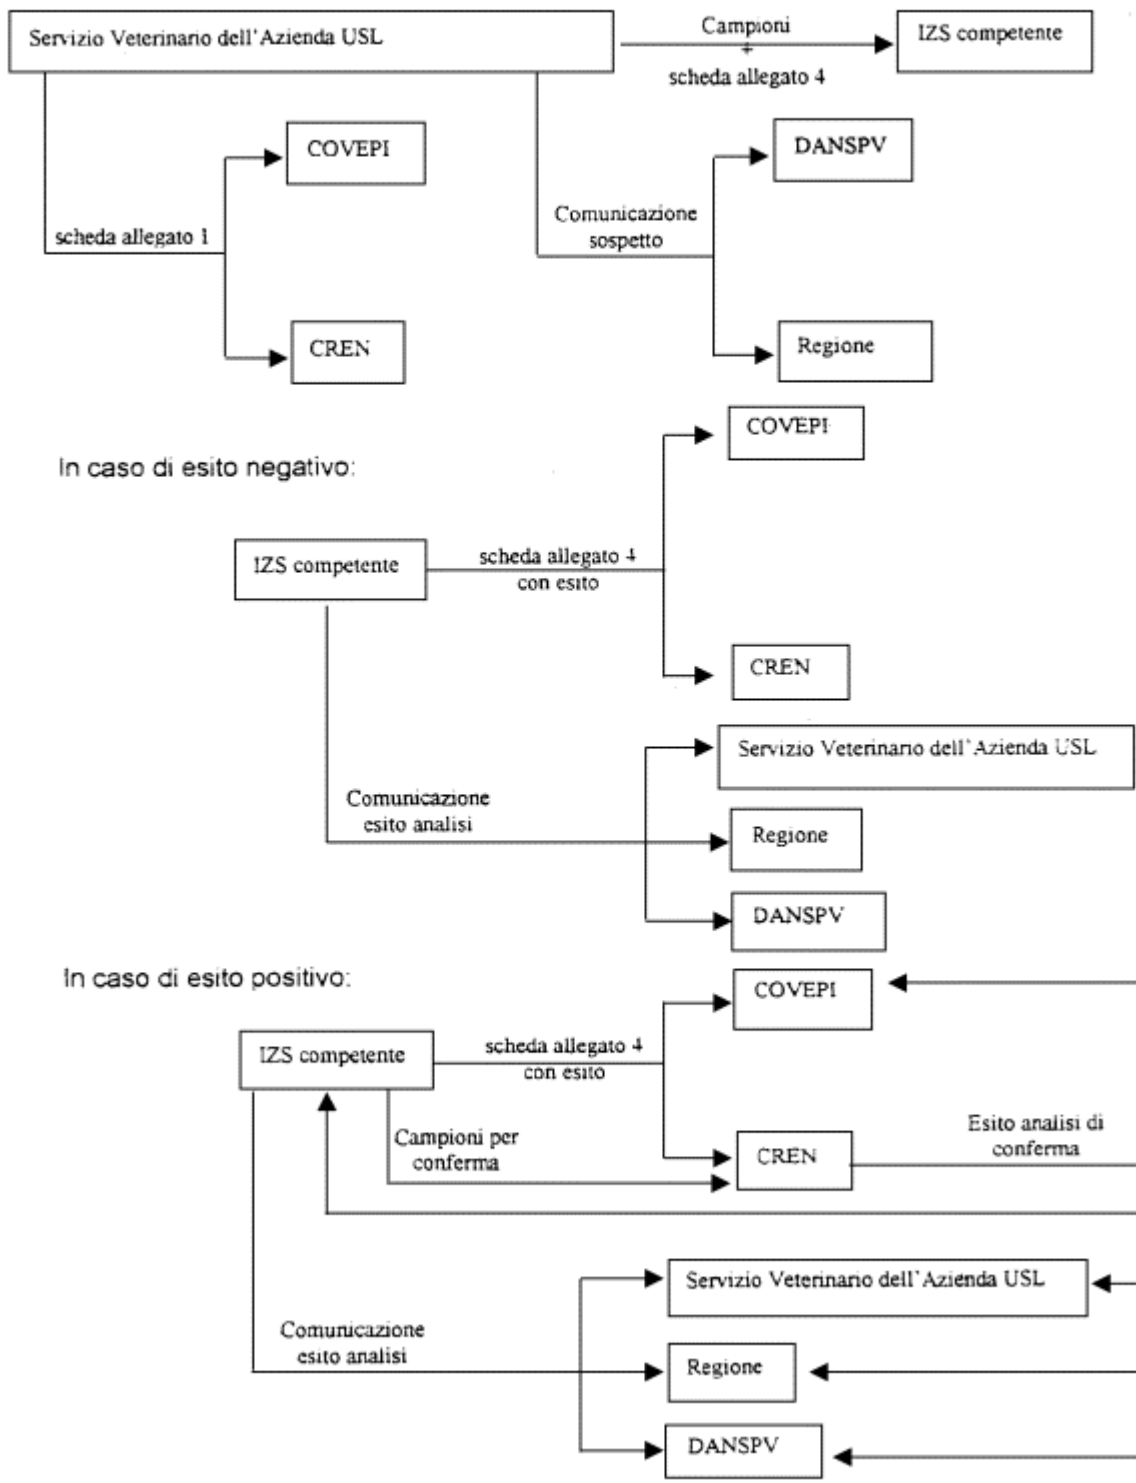 Servizio Veterinario dell'Azienda USL
Campioni
+
scheda allegato 4
IZS competente
COVEPI
DANSPV
scheda allegato 1
Comunicazione
sospetto
CREN
Regione
COVEPI
In caso di esito negativo:
IZS competente
scheda allegato 4
con esito
CREN
Servizio Veterinario dell'Azienda USL
Comunicazione
esito analisi
Regione
DANSPV
In caso di esito positivo:
COVEPI
IZS competente
scheda allegato 4
con esito
Campioni per
conferma
CREN
Esito analisi di
conferma
Servizio Veterinario dell'Azienda USL
Comunicazione
esito analisi
Regione
DANSPV